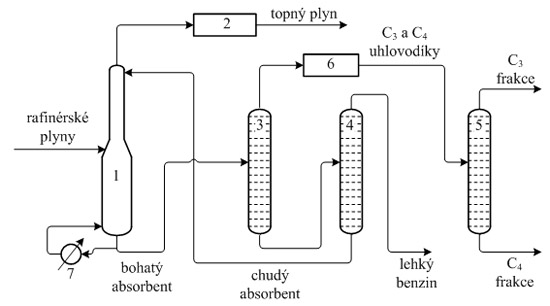 topný plyn
2
C3 a C4
uhlovodíky
6
C3
frakce
rafinérské
plyny
1
3
4
5
7
bohatý
absorbent
chudý
absorbent
lehký
benzin
C4
frakce